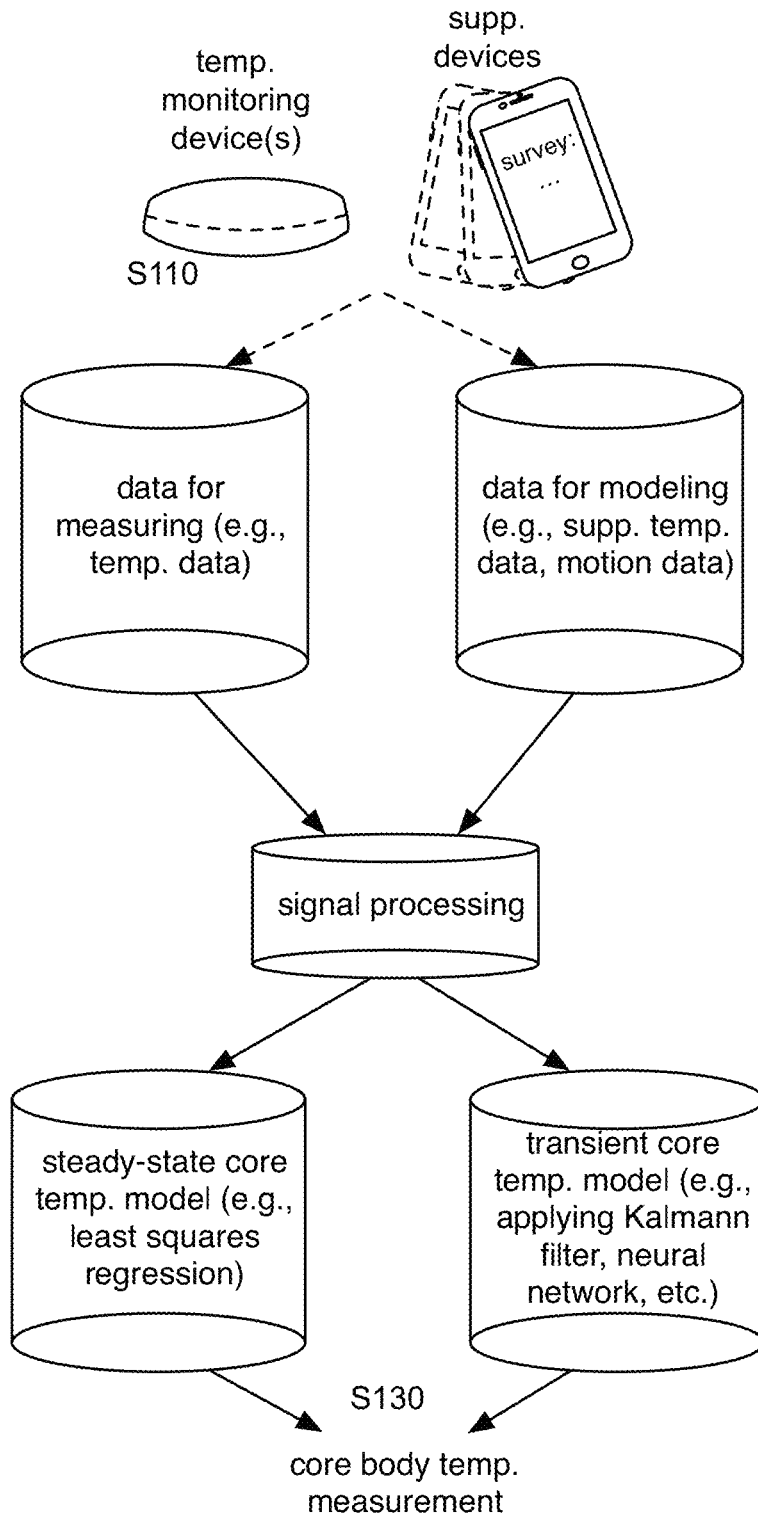 supp.
devices
temp.
monitoring
device(s)
survey:
...
S110
data for
measuring (e.g.,
temp. data)
data for modeling
(e.g., supp. temp.
data, motion data)
signal processing
steady-state core
temp. model (e.g.,
least squares
regression)
transient core
temp. model (e.g.,
applying Kalmann
filter, neural
network, etc.)
S130
core body temp.
measurement